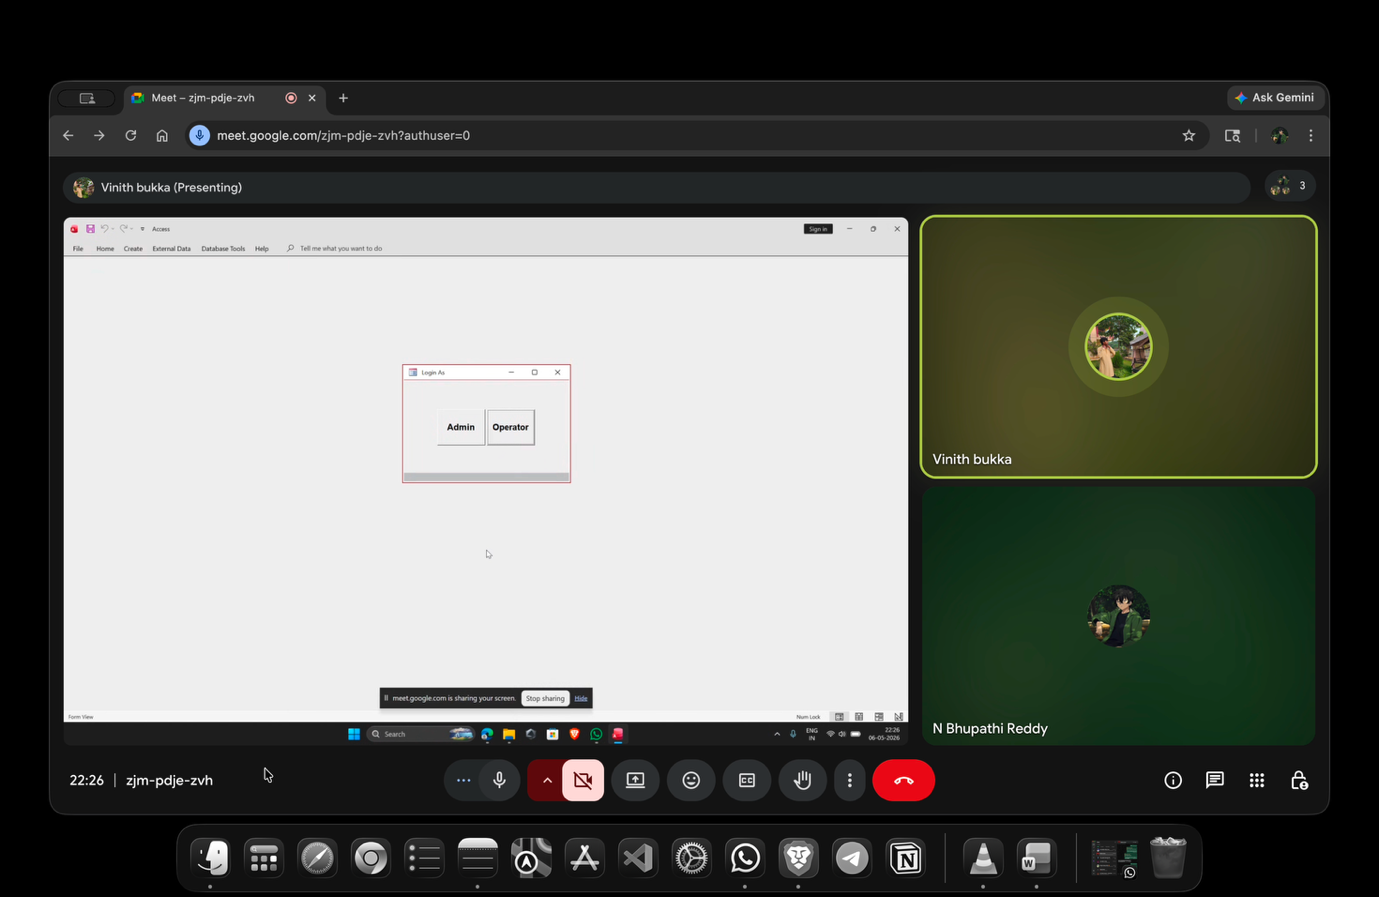 Meet – zjm-pdje-zvh
Ask Gemini
meet.google.com/zjm-pdje-zvh?authuser=0
Vinith bukka (Presenting)
3
Access
Sign in
File Home Create External Data Database Tools Help Tell me what you want to do
Login As
Admin Operator
Vinith bukka
meet.google.com is sharing your screen. Stop sharing Hide
Form View
Num Lock
Search
ENG
IN
22:26
06-05-2026
N Bhupathi Reddy
22:26 | zjm-pdje-zvh
CC
W